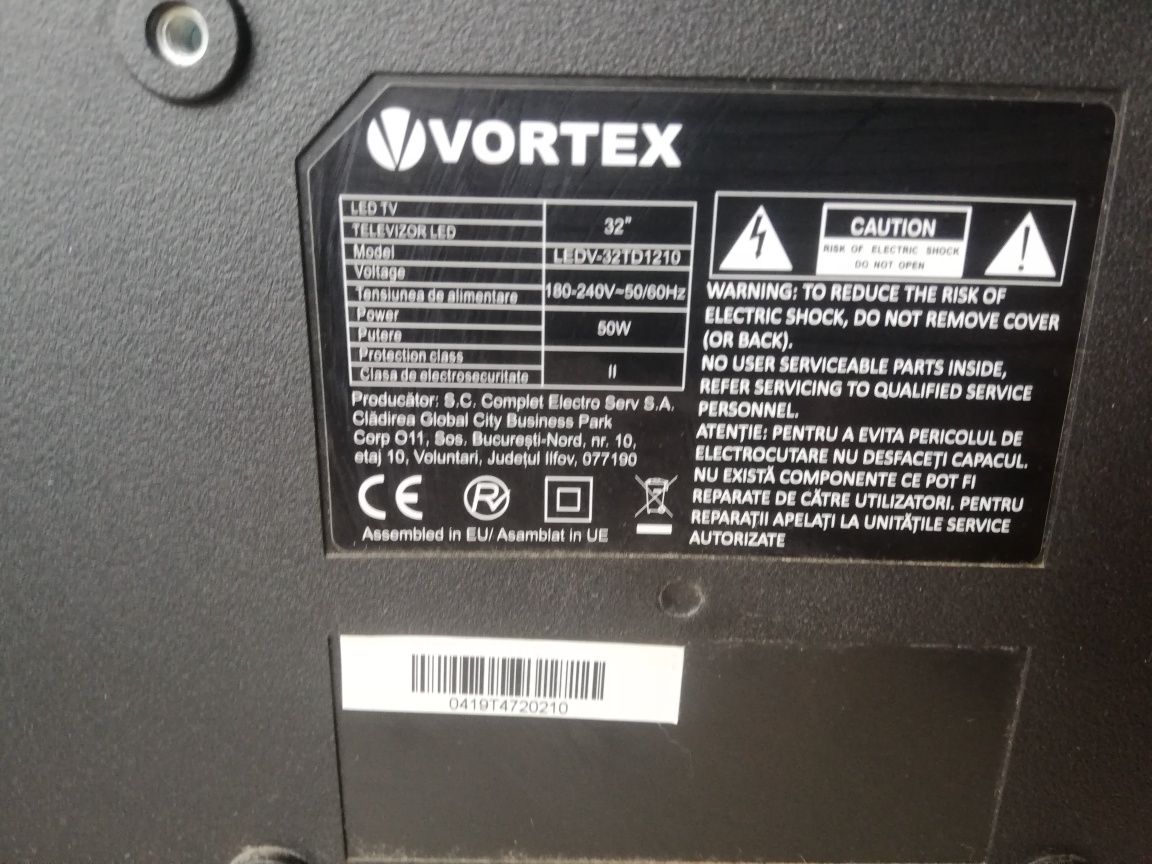 VORTEX
LED TV
TELEVIZOR LED
32"
Model
LEDV-32TD1210
Voltage
Tensiunea de alimentare
180-240V~50/60Hz
Power
Putere
50W
Protection class
Clasa de electrosecuritate
II
Producător: S.C. Complet Electro Serv S.A.
Clădirea Global City Business Park
Corp O11, Sos. Bucureşti-Nord, nr. 10,
etaj 10, Voluntari, Județul Ilfov, 077190
CE
Assembled in EU/ Asamblat in UE
CAUTION
RISK OF ELECTRIC SHOCK
DO NOT OPEN
WARNING: TO REDUCE THE RISK OF
ELECTRIC SHOCK, DO NOT REMOVE COVER
(OR BACK).
NO USER SERVICEABLE PARTS INSIDE,
REFER SERVICING TO QUALIFIED SERVICE
PERSONNEL.
ATENȚIE: PENTRU A EVITA PERICOLUL DE
ELECTROCUTARE NU DESFACEȚI CAPACUL.
NU EXISTĂ COMPONENTE CE POT FI
REPARATE DE CĂTRE UTILIZATORI. PENTRU
REPARAȚII APELAȚI LA UNITĂȚILE SERVICE
AUTORIZATE
0419T4720210